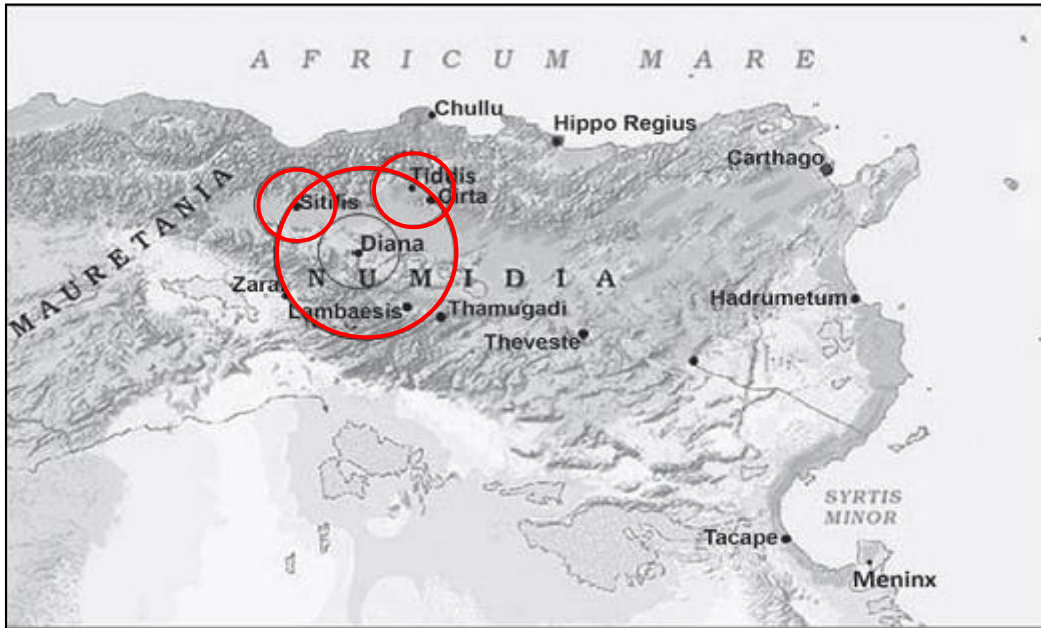 AFRICUM MARE
Chullu
Hippo Regius
Carthago
Tiddis
Cirta
Sitifis
MAURETANIA
Diana
NUMIDIA
Zarai
Lambaesis
Thamugadi
Hadrumetum
Theveste
SYRTIS
MINOR
Tacape
Meninx